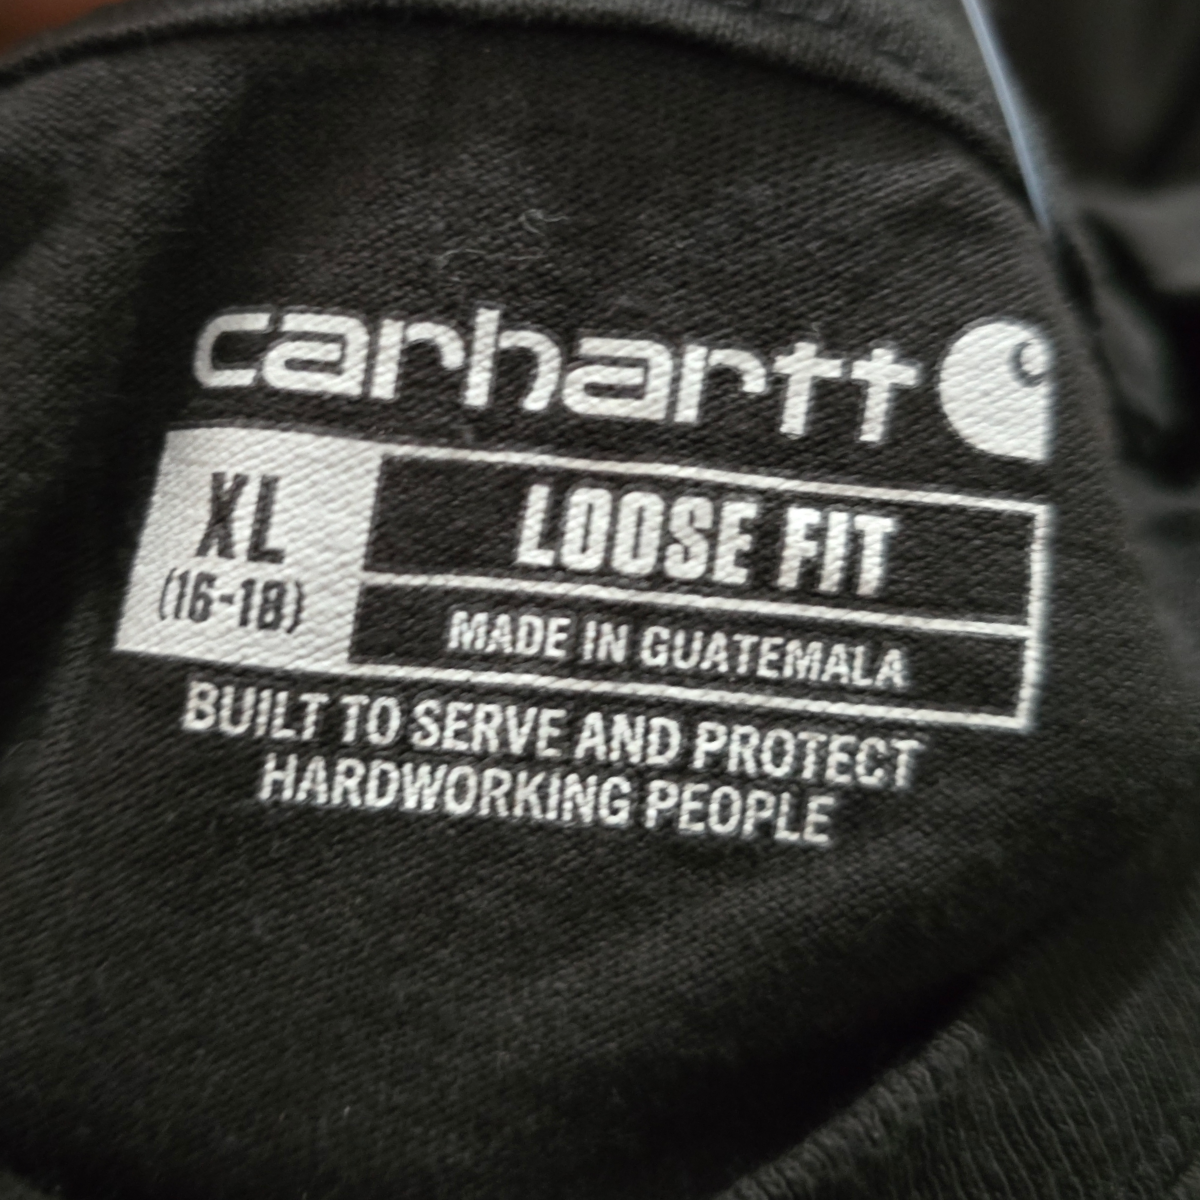 carhartt
XL
(16-18)
LOOSE FIT
MADE IN GUATEMALA
BUILT TO SERVE AND PROTECT
HARDWORKING PEOPLE